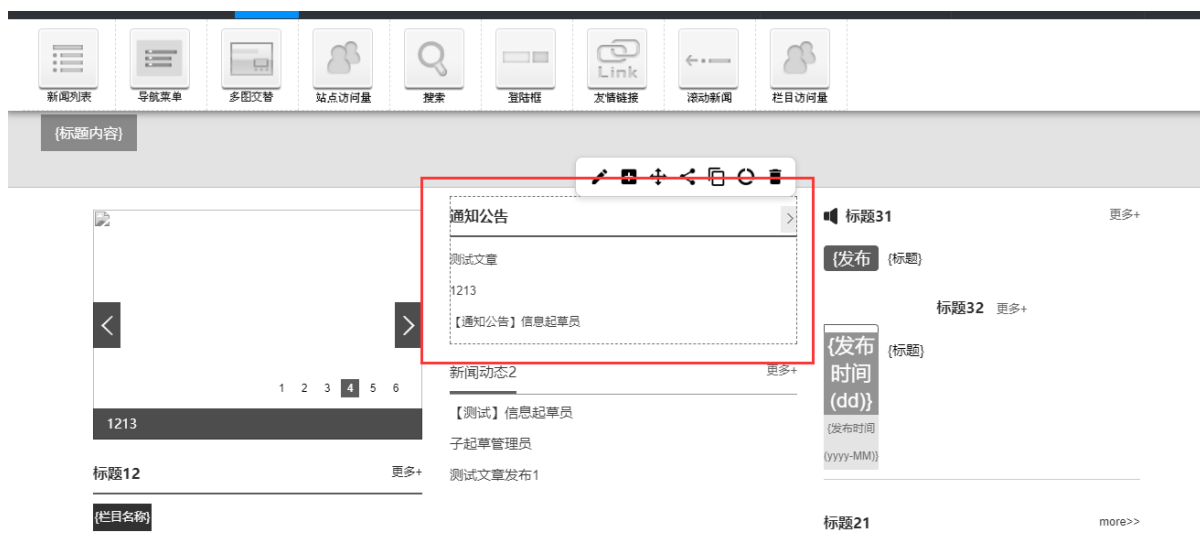 Link
新闻列表
导航菜单
多图交替
站点访问量
搜索
登陆框
友情链接
滚动新闻
栏目访问量
{标题内容}
1 2 3 4 5 6
1213
标题12 更多+
{栏目名称}
通知公告 >
测试文章
1213
【通知公告】信息起草员
新闻动态2 更多+
【测试】信息起草员
子起草管理员
测试文章发布1
标题31 更多+
{发布 {标题}
标题32 更多+
{发布
时间
(dd)}
{标题}
{发布时间
(yyyy-MM)}
标题21 more>>